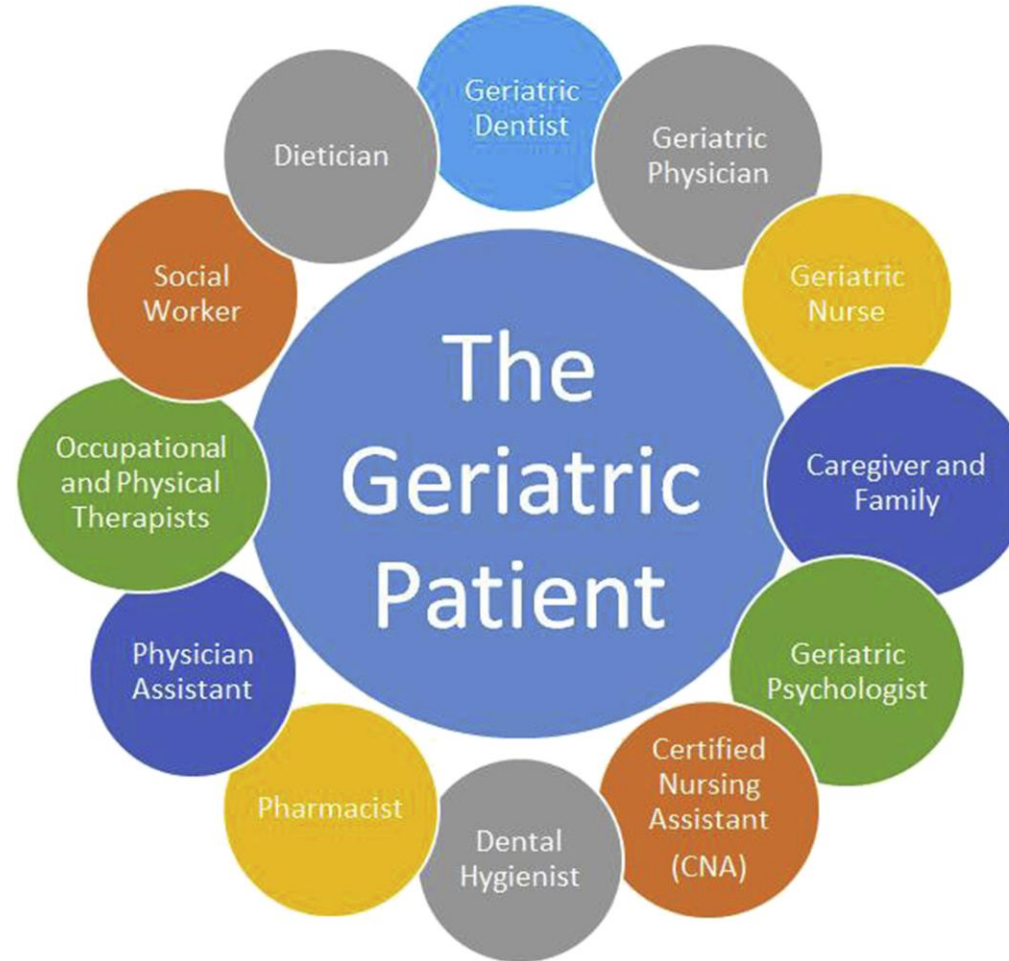 Geriatric
Dentist
Geriatric
Physician
Geriatric
Nurse
Caregiver and
Family
Geriatric
Psychologist
Certified
Nursing
Assistant
(CNA)
Dental
Hygienist
Pharmacist
Physician
Assistant
Occupational
and Physical
Therapists
Social
Worker
Dietician
The
Geriatric
Patient